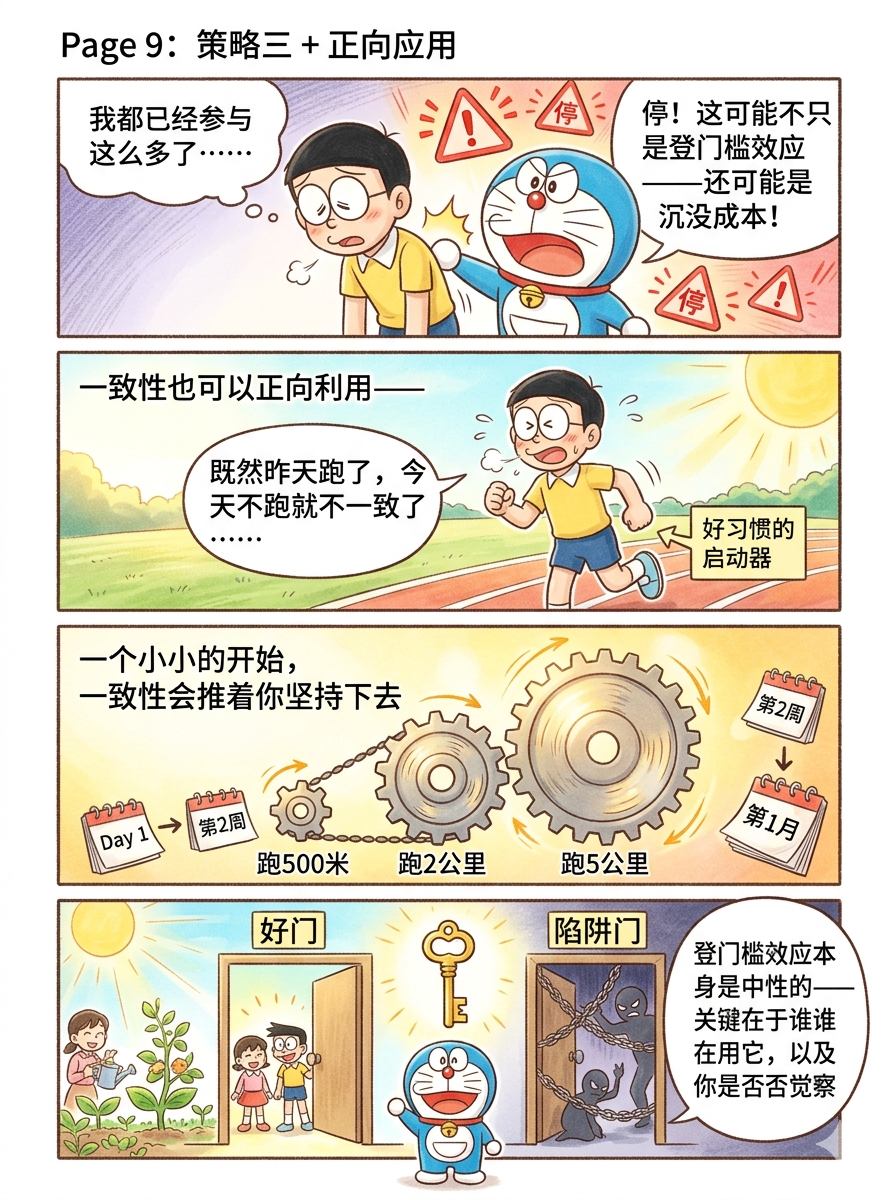 Page 9：策略三 + 正向应用
我都已经参与
这么多了……
停
停！这可能不只
是登门槛效应
——还可能是
沉没成本！
停
一致性也可以正向利用——
既然昨天跑了，今
天不跑就不一致了
……
好习惯的
启动器
一个小小的开始，
一致性会推着你坚持下去
Day 1
第2周
跑500米
跑2公里
跑5公里
第2周
第1月
好门
陷阱门
登门槛效应本
身是中性的——
关键在于谁谁
在用它，以及
你是否否觉察